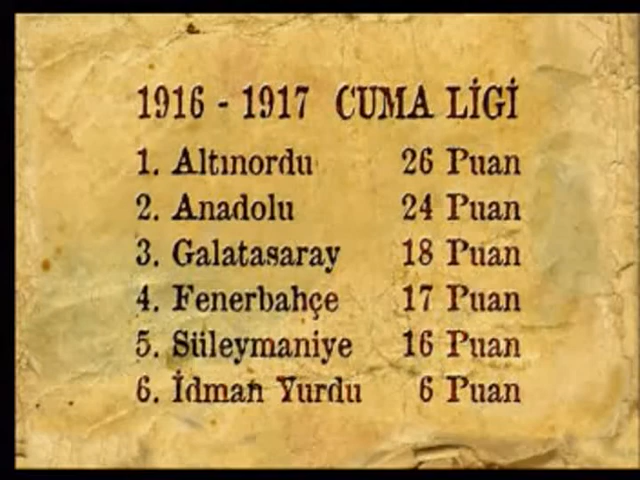 1916 - 1917 CUMA LİGİ
1. Altınordu 26 Puan
2. Anadolu 24 Puan
3. Galatasaray 18 Puan
4. Fenerbahçe 17 Puan
5. Süleymaniye 16 Puan
6. İdman Yurdu 6 Puan